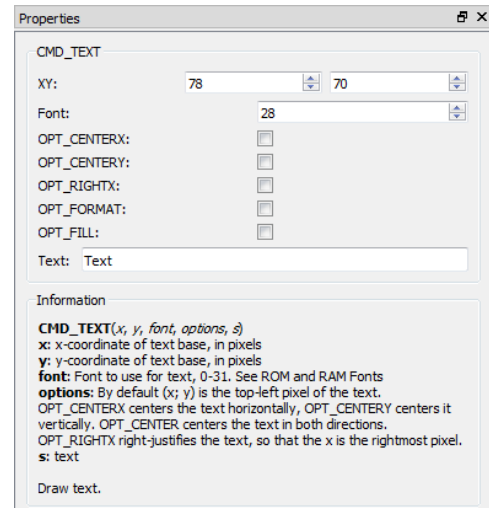 Properties
CMD_TEXT
XY: 78 70
Font: 28
OPT_CENTERX:
OPT_CENTERY:
OPT_RIGHTX:
OPT_FORMAT:
OPT_FILL:
Text: Text
Information
CMD_TEXT(x, y, font, options, s)
x: x-coordinate of text base, in pixels
y: y-coordinate of text base, in pixels
font: Font to use for text, 0-31. See ROM and RAM Fonts
options: By default (x; y) is the top-left pixel of the text.
OPT_CENTERX centers the text horizontally, OPT_CENTERY centers it
vertically. OPT_CENTER centers the text in both directions.
OPT_RIGHTX right-justifies the text, so that the x is the rightmost pixel.
s: text
Draw text.